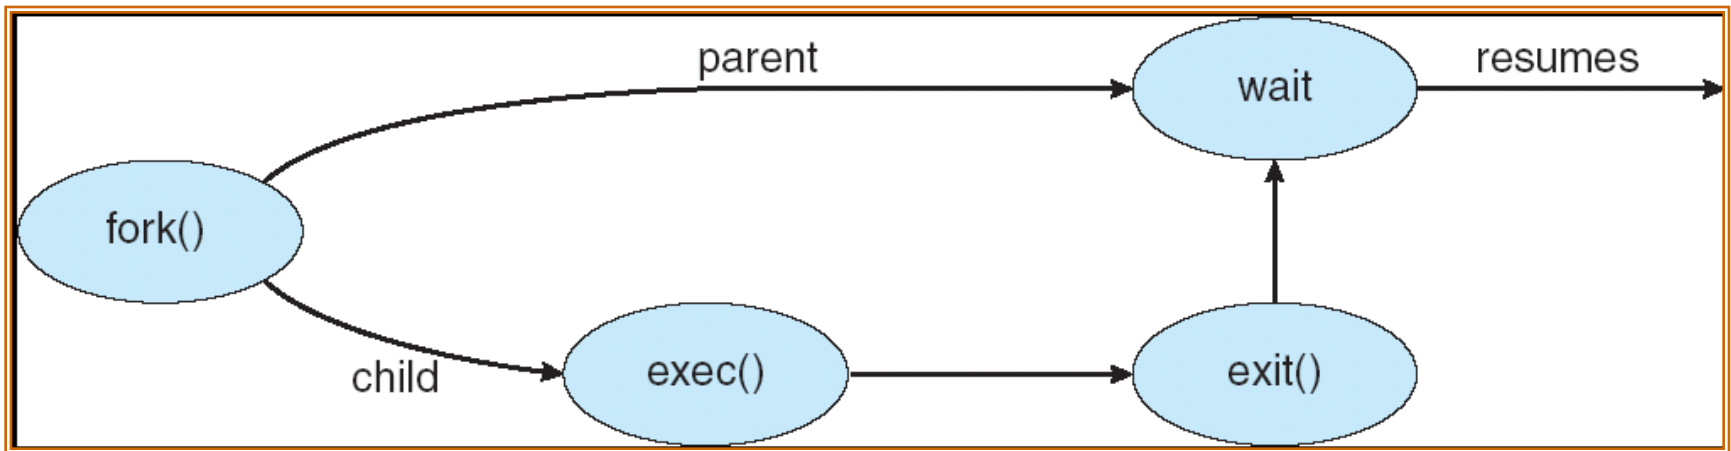 parent
wait
resumes
fork()
child
exec()
exit()